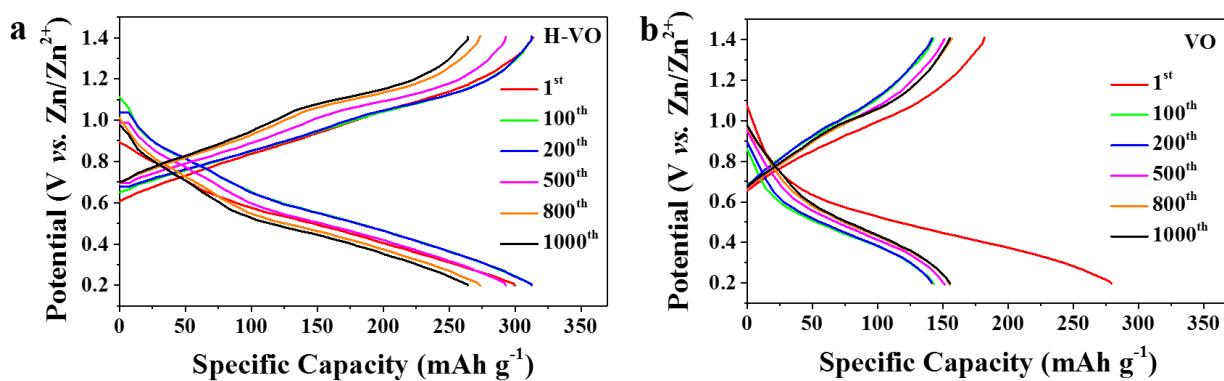 a
H-VO
1st
100th
200th
500th
800th
1000th
1.4
1.2
1.0
0.8
0.6
0.4
0.2
0 50 100 150 200 250 300 350
Potential (V vs. Zn/Zn2+)
Specific Capacity (mAh g-1)
b
VO
1st
100th
200th
500th
800th
1000th
1.4
1.2
1.0
0.8
0.6
0.4
0.2
0 50 100 150 200 250 300 350
Potential (V vs. Zn/Zn2+)
Specific Capacity (mAh g-1)